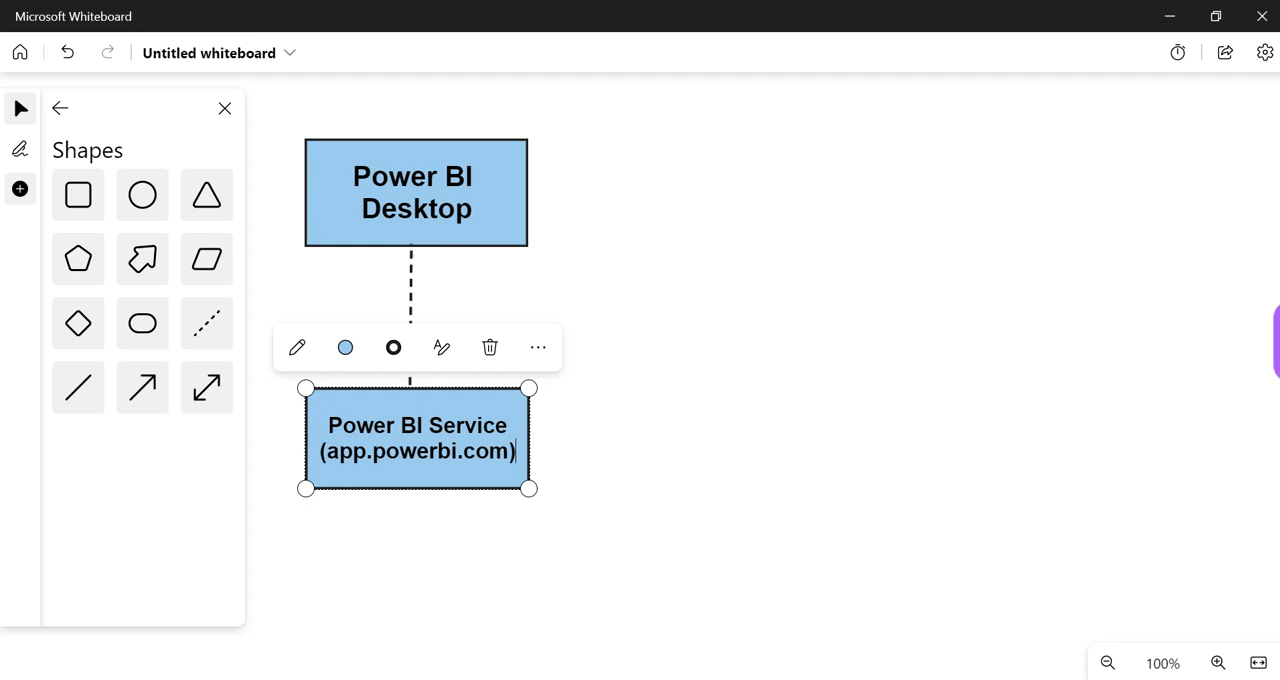 Microsoft Whiteboard
Untitled whiteboard
Shapes
Power BI
Desktop
Power BI Service
(app.powerbi.com)
100%